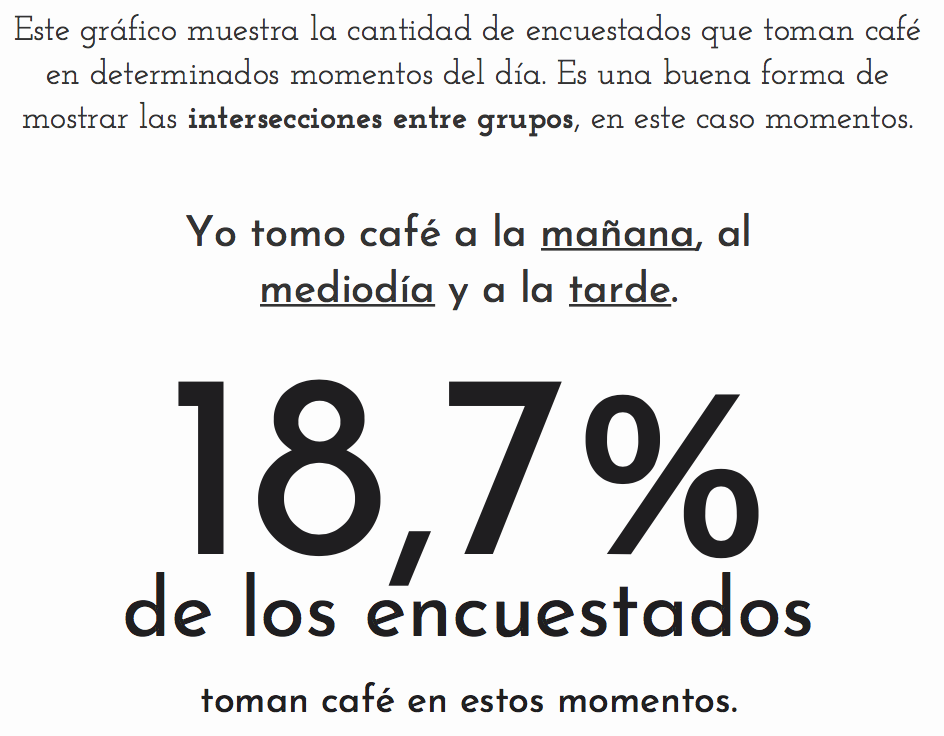 Este gráfico muestra la cantidad de encuestados que toman café
en determinados momentos del día. Es una buena forma de
mostrar las intersecciones entre grupos, en este caso momentos.
Yo tomo café a la mañana, al
mediodía y a la tarde.
18,7%
de los encuestados
toman café en estos momentos.